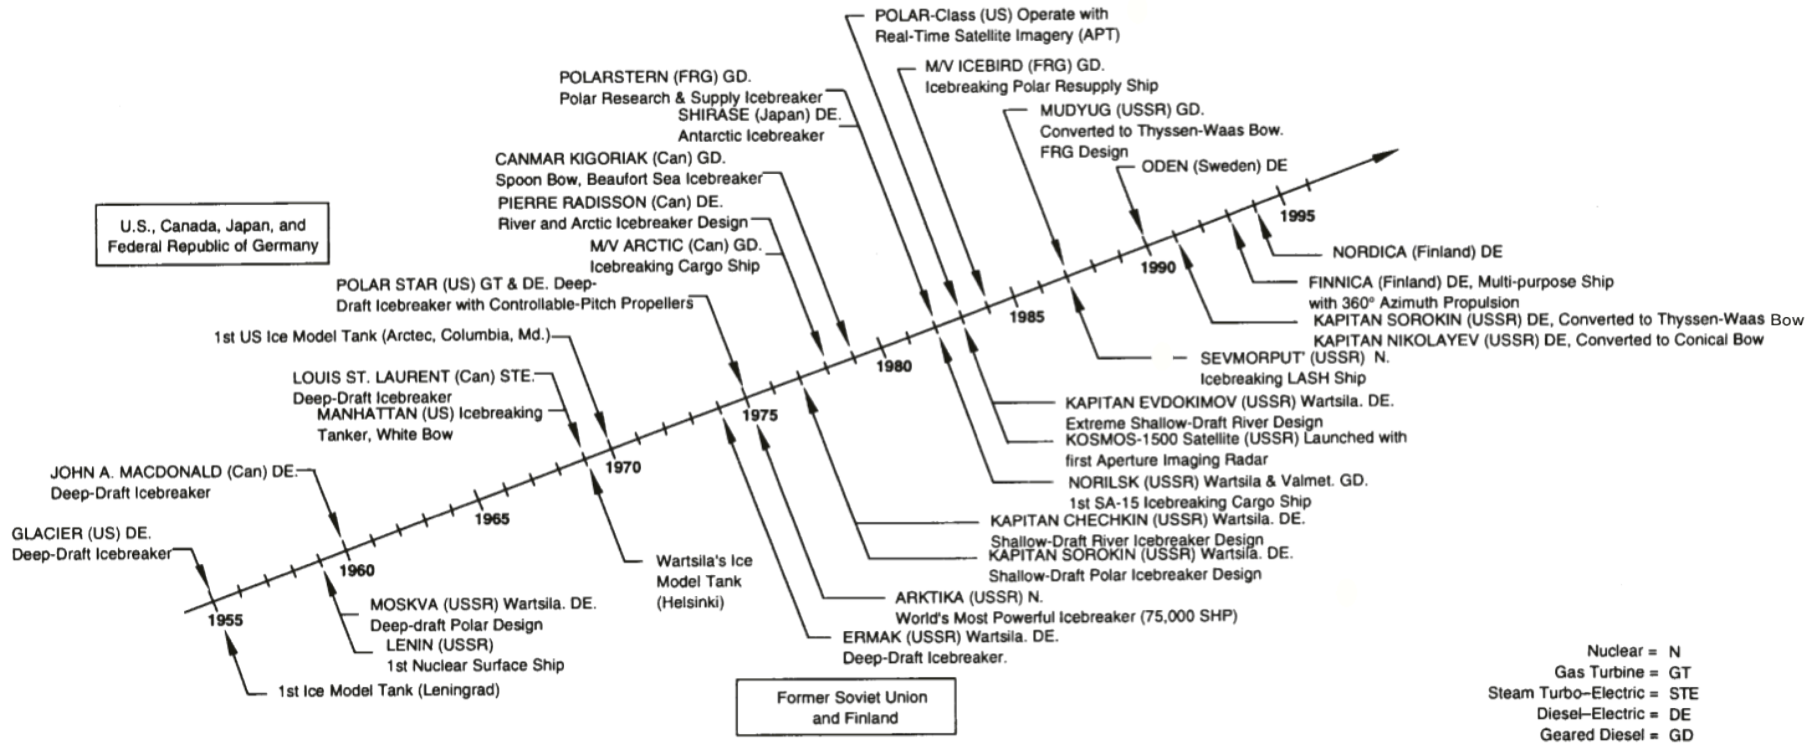 POLAR-Class (US) Operate with
Real-Time Satellite Imagery (APT)
M/V ICEBIRD (FRG) GD.
Icebreaking Polar Resupply Ship
POLARSTERN (FRG) GD.
Polar Research & Supply Icebreaker
SHIRASE (Japan) DE.
Antarctic Icebreaker
MUDYUG (USSR) GD.
Converted to Thyssen-Waas Bow.
FRG Design
ODEN (Sweden) DE
CANMAR KIGORIAK (Can) GD.
Spoon Bow, Beaufort Sea Icebreaker
PIERRE RADISSON (Can) DE.
River and Arctic Icebreaker Design
M/V ARCTIC (Can) GD.
Icebreaking Cargo Ship
U.S., Canada, Japan, and
Federal Republic of Germany
POLAR STAR (US) GT & DE. Deep-
Draft Icebreaker with Controllable-Pitch Propellers
1st US Ice Model Tank (Arctec, Columbia, Md.)
LOUIS ST. LAURENT (Can) STE.
Deep-Draft Icebreaker
MANHATTAN (US) Icebreaking
Tanker, White Bow
JOHN A. MACDONALD (Can) DE.
Deep-Draft Icebreaker
GLACIER (US) DE.
Deep-Draft Icebreaker
1955
1960
1965
1970
1975
1980
1985
1990
1995
NORDICA (Finland) DE
FINNICA (Finland) DE, Multi-purpose Ship
with 360° Azimuth Propulsion
KAPITAN SOROKIN (USSR) DE, Converted to Thyssen-Waas Bow
KAPITAN NIKOLAYEV (USSR) DE, Converted to Conical Bow
SEVMORPUT' (USSR) N.
Icebreaking LASH Ship
KAPITAN EVDOKIMOV (USSR) Wartsila. DE.
Extreme Shallow-Draft River Design
KOSMOS-1500 Satellite (USSR) Launched with
first Aperture Imaging Radar
NORILSK (USSR) Wartsila & Valmet. GD.
1st SA-15 Icebreaking Cargo Ship
KAPITAN CHECHKIN (USSR) Wartsila. DE.
Shallow-Draft River Icebreaker Design
KAPITAN SOROKIN (USSR) Wartsila. DE.
Shallow-Draft Polar Icebreaker Design
ARKTIKA (USSR) N.
World's Most Powerful Icebreaker (75,000 SHP)
ERMAK (USSR) Wartsila. DE.
Deep-Draft Icebreaker.
Wartsila's Ice
Model Tank
(Helsinki)
MOSKVA (USSR) Wartsila. DE.
Deep-draft Polar Design
LENIN (USSR)
1st Nuclear Surface Ship
1st Ice Model Tank (Leningrad)
Former Soviet Union
and Finland
Nuclear = N
Gas Turbine = GT
Steam Turbo–Electric = STE
Diesel–Electric = DE
Geared Diesel = GD